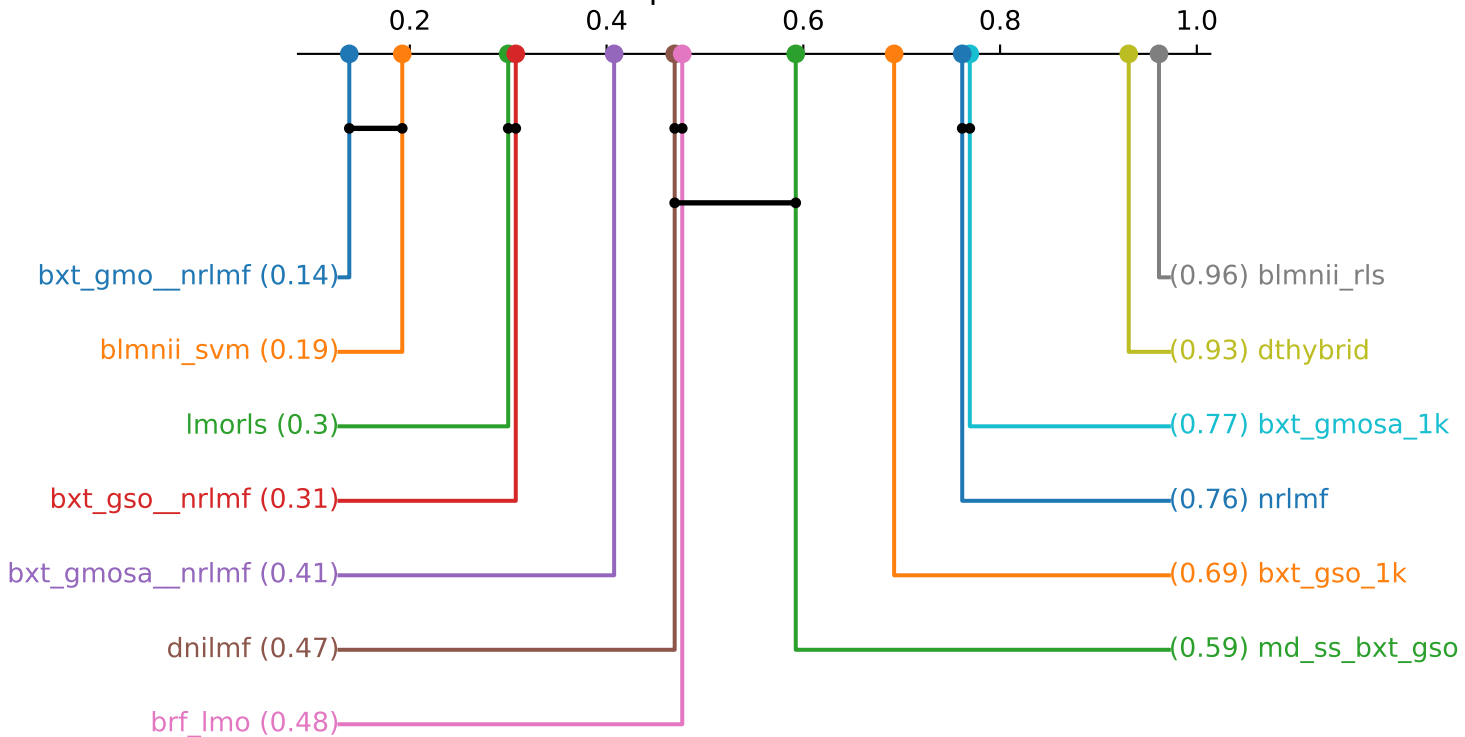 0.2 0.4 0.6 0.8 1.0
bxt_gmo__nrlmf (0.14) (0.96) blmnii_rls
blmnii_svm (0.19) (0.93) dthybrid
lmorls (0.3) (0.77) bxt_gmosa_1k
bxt_gso__nrlmf (0.31) (0.76) nrlmf
bxt_gmosa__nrlmf (0.41) (0.69) bxt_gso_1k
dnilmf (0.47) (0.59) md_ss_bxt_gso
brf_lmo (0.48)